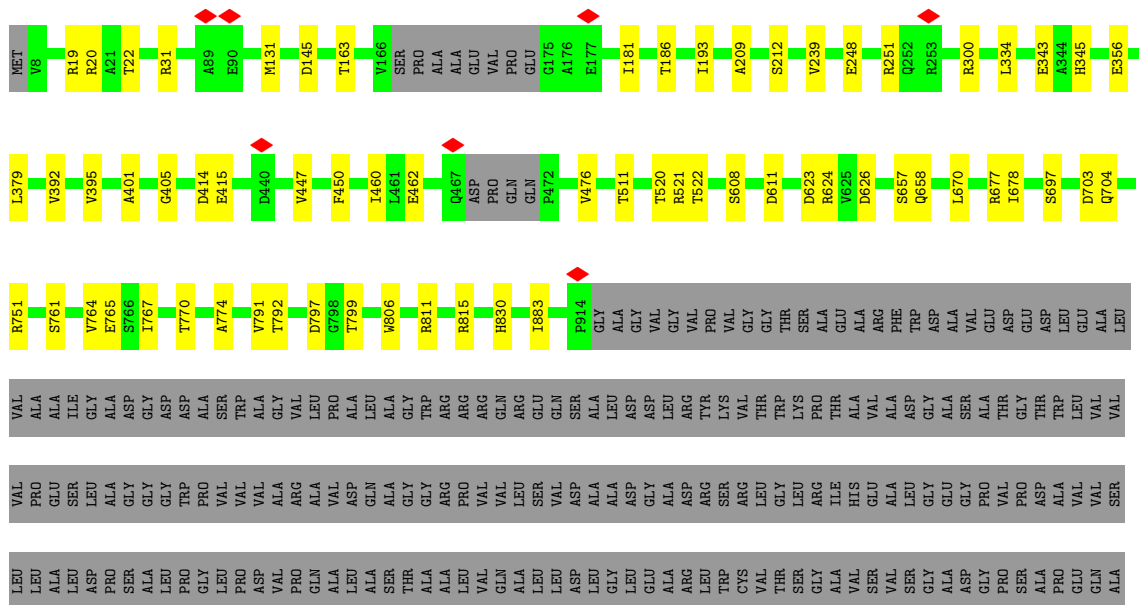 MET V8 R19 R20 A21 T22 R31 A89 E90 M131 D145 T163 V166 SER PRO ALA ALA GLU VAL PRO GLU G175 A176 E177 I181 T186 I193 A209 S212 V239 E248 R251 Q252 R253 R300 L334 E343 A344 H345 E356
L379 V392 V395 A401 G405 D414 E415 D440 V447 F450 I460 L461 E462 Q467 ASP PRO GLN GLN P472 V476 T511 T520 R521 T522 S608 D611 D623 R624 V625 D626 S657 Q658 L670 R677 I678 S697 D703 Q704
R751 S761 V764 E765 S766 I767 T770 A774 V791 T792 D797 G798 T799 W806 R811 R815 H830 I883 P914 GLY ALA GLY VAL GLY VAL PRO VAL GLY GLY THR SER ALA GLU ALA ARG PHE TRP ASP ALA VAL GLU ASP GLU ASP LEU GLU ALA LEU
VAL ALA ALA ILE GLY ALA ASP GLY ASP ASP ALA SER TRP ALA GLY VAL LEU PRO ALA LEU ALA GLY TRP ARG ARG ARG GLN ARG GLU GLN SER ALA LEU ASP ASP LEU ARG TYR LYS VAL THR TRP LYS PRO THR ALA VAL ALA ASP GLY ALA SER ALA THR GLY THR TRP LEU VAL VAL
VAL PRO GLU SER LEU ALA GLY GLY GLY TRP PRO VAL VAL VAL ALA ARG ALA VAL ASP GLN ALA GLY GLY ARG PRO VAL VAL LEU SER VAL ASP ALA ALA ASP GLY ALA ASP ARG SER ARG LEU GLY LEU ARG ILE HIS GLU ALA LEU GLY GLU GLY PRO VAL PRO ASP ALA VAL VAL SER
LEU LEU ALA LEU ASP PRO SER ALA LEU PRO GLY LEU PRO ASP VAL PRO GLN ALA LEU ALA SER THR ALA ALA LEU VAL GLN ALA LEU LEU ASP LEU GLY LEU GLU ALA ARG LEU TRP CYS VAL THR SER GLY ALA VAL SER VAL SER GLY ALA ASP GLY PRO SER ALA PRO GLU GLN ALA